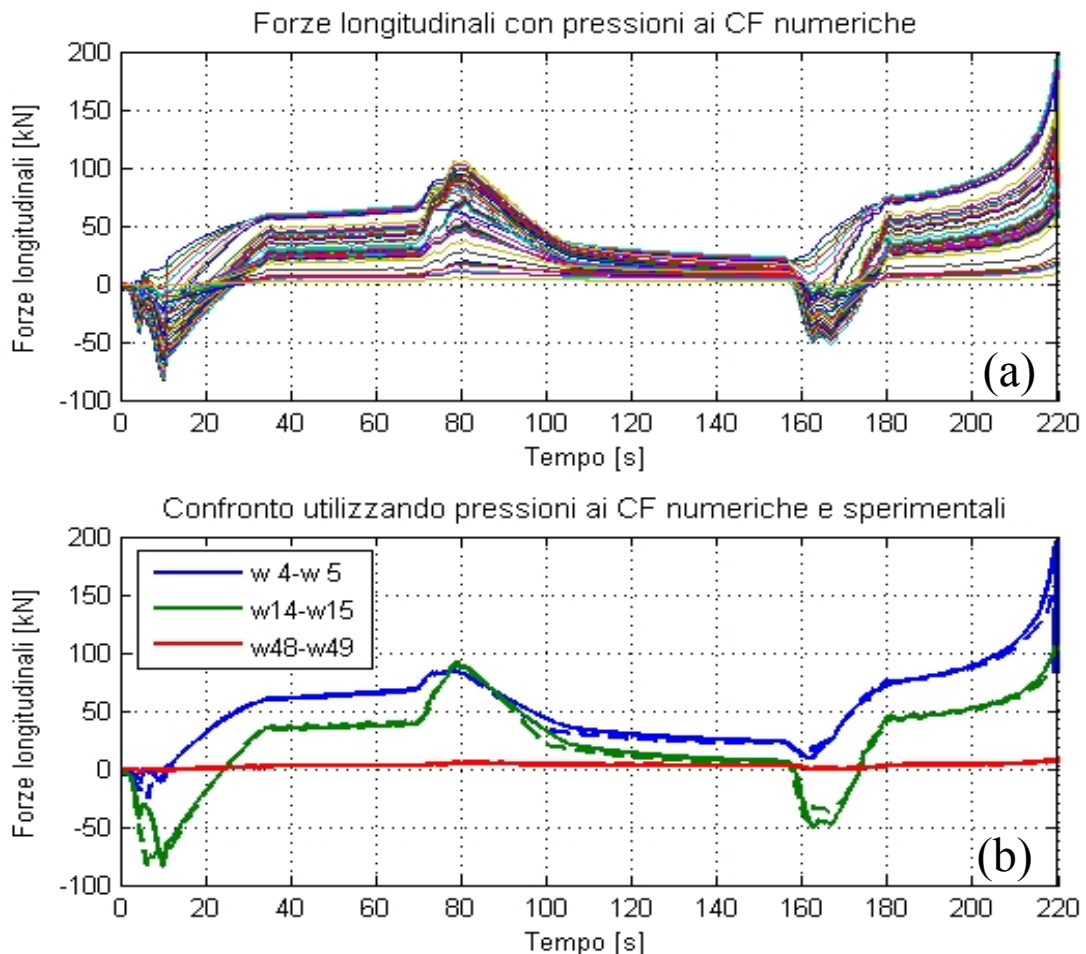 Forze longitudinali con pressioni ai CF numeriche
200
150
100
50
0
-50
-100
Forze longitudinali [kN]
(a)
0 20 40 60 80 100 120 140 160 180 200 220
Tempo [s]
Confronto utilizzando pressioni ai CF numeriche e sperimentali
200
150
100
50
0
-50
-100
Forze longitudinali [kN]
w 4-w 5
w14-w15
w48-w49
(b)
0 20 40 60 80 100 120 140 160 180 200 220
Tempo [s]